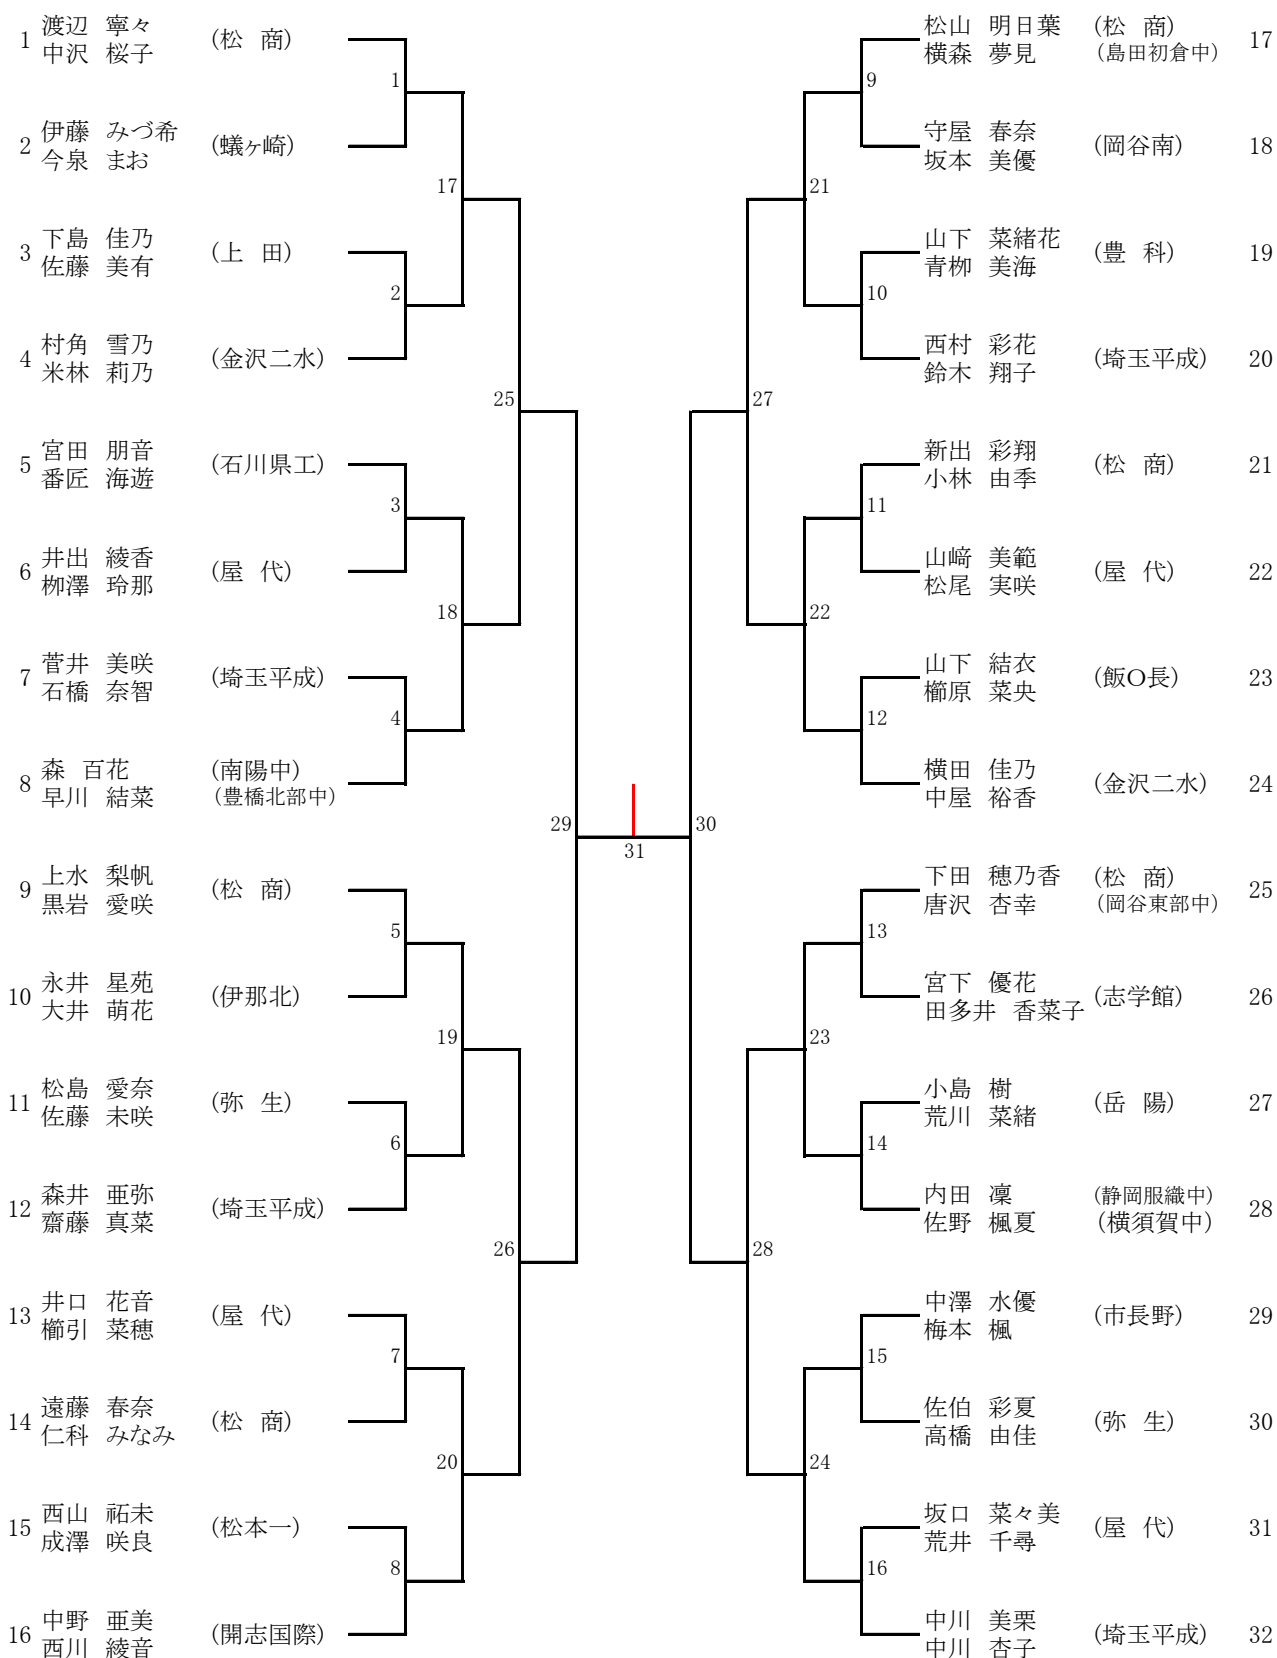 1 渡辺 寧々 (松 商)
中沢 桜子
1
2 伊藤 みづ希 (蟻ヶ崎)
今泉 まお
17
3 下島 佳乃 (上 田)
佐藤 美有
2
4 村角 雪乃 (金沢二水)
米林 莉乃
25
5 宮田 朋音 (石川県工)
番匠 海遊
3
6 井出 綾香 (屋 代)
栁澤 玲那
18
7 菅井 美咲 (埼玉平成)
石橋 奈智
4
8 森 百花 (南陽中)
早川 結菜 (豊橋北部中)
29
9 上水 梨帆 (松 商)
黒岩 愛咲
5
10 永井 星苑 (伊那北)
大井 萌花
19
11 松島 愛奈 (弥 生)
佐藤 未咲
6
12 森井 亜弥 (埼玉平成)
齋藤 真菜
26
13 井口 花音 (屋 代)
櫛引 菜穂
7
14 遠藤 春奈 (松 商)
仁科 みなみ
20
15 西山 祏未 (松本一)
成澤 咲良
8
16 中野 亜美 (開志国際)
西川 綾音
31
松山 明日葉 (松 商) 17
横森 夢見 (島田初倉中)
9
守屋 春奈 (岡谷南) 18
坂本 美優
21
山下 菜緒花 (豊 科) 19
青栁 美海
10
西村 彩花 (埼玉平成) 20
鈴木 翔子
27
新出 彩翔 (松 商) 21
小林 由季
11
山﨑 美範 (屋 代) 22
松尾 実咲
22
山下 結衣 (飯O長) 23
櫛原 菜央
12
横田 佳乃 (金沢二水) 24
中屋 裕香
30
下田 穂乃香 (松 商) 25
唐沢 杏幸 (岡谷東部中)
13
宮下 優花 (志学館) 26
田多井 香菜子
23
小島 樹 (岳 陽) 27
荒川 菜緒
14
内田 凜 (静岡服織中) 28
佐野 楓夏 (横須賀中)
28
中澤 水優 (市長野) 29
梅本 楓
15
佐伯 彩夏 (弥 生) 30
高橋 由佳
24
坂口 菜々美 (屋 代) 31
荒井 千尋
16
中川 美栗 (埼玉平成) 32
中川 杏子